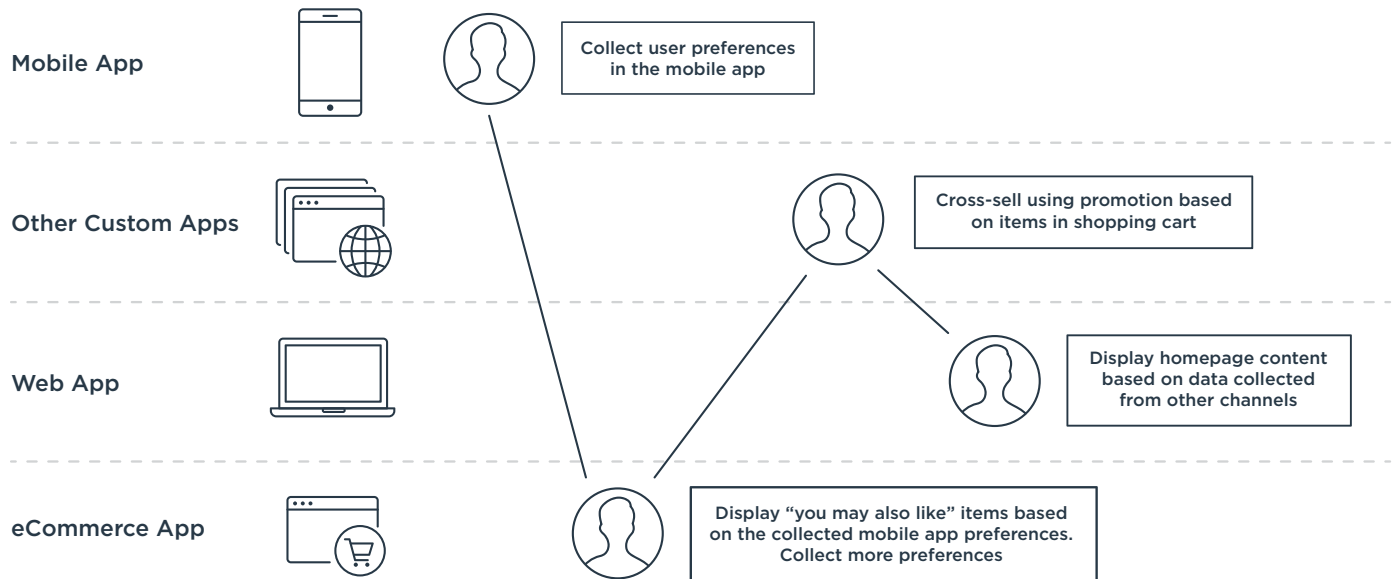 Mobile App
Collect user preferences
in the mobile app
Other Custom Apps
Cross-sell using promotion based
on items in shopping cart
Web App
Display homepage content
based on data collected
from other channels
eCommerce App
Display “you may also like” items based
on the collected mobile app preferences.
Collect more preferences